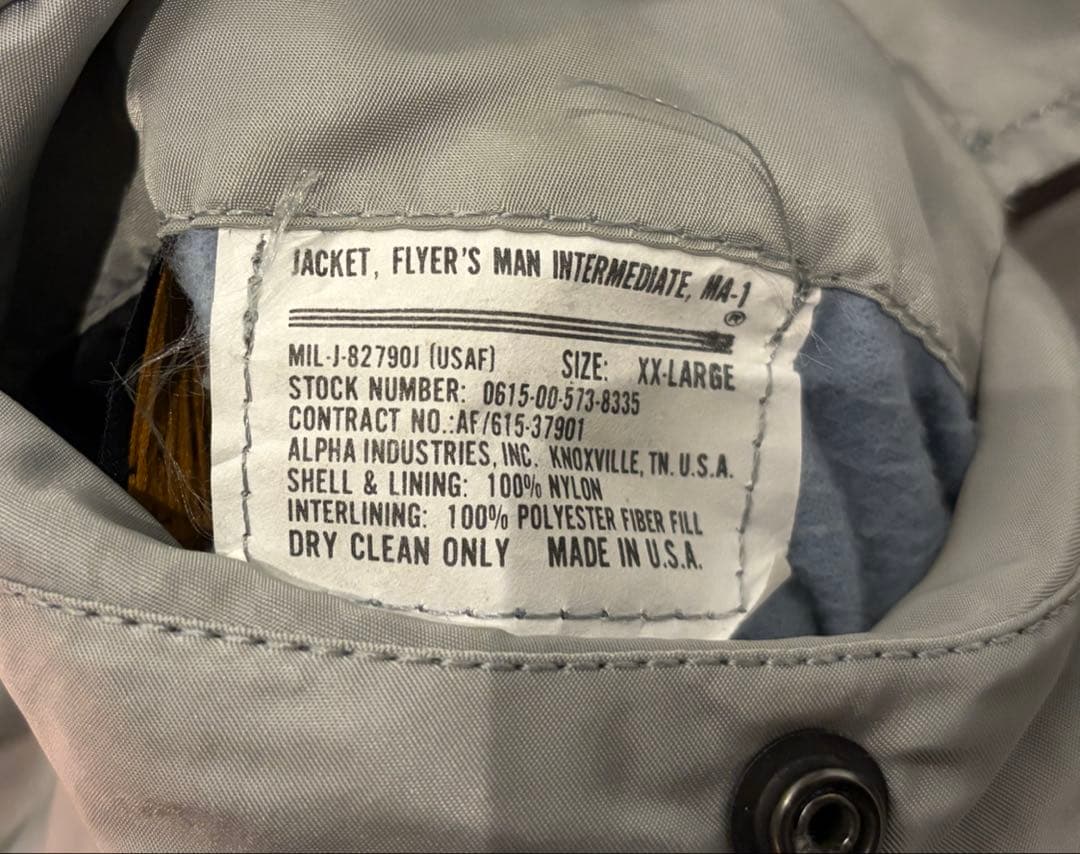 JACKET, FLYER'S MAN INTERMEDIATE, MA-1
®
MIL-J-82790J (USAF) SIZE: XX-LARGE
STOCK NUMBER: 0615-00-573-8335
CONTRACT NO.:AF/615-37901
ALPHA INDUSTRIES, INC. KNOXVILLE, TN. U.S.A.
SHELL & LINING: 100% NYLON
INTERLINING: 100% POLYESTER FIBER FILL
DRY CLEAN ONLY MADE IN U.S.A.